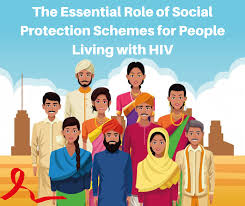 The Essential Role of Social
Protection Schemes for People
Living with HIV